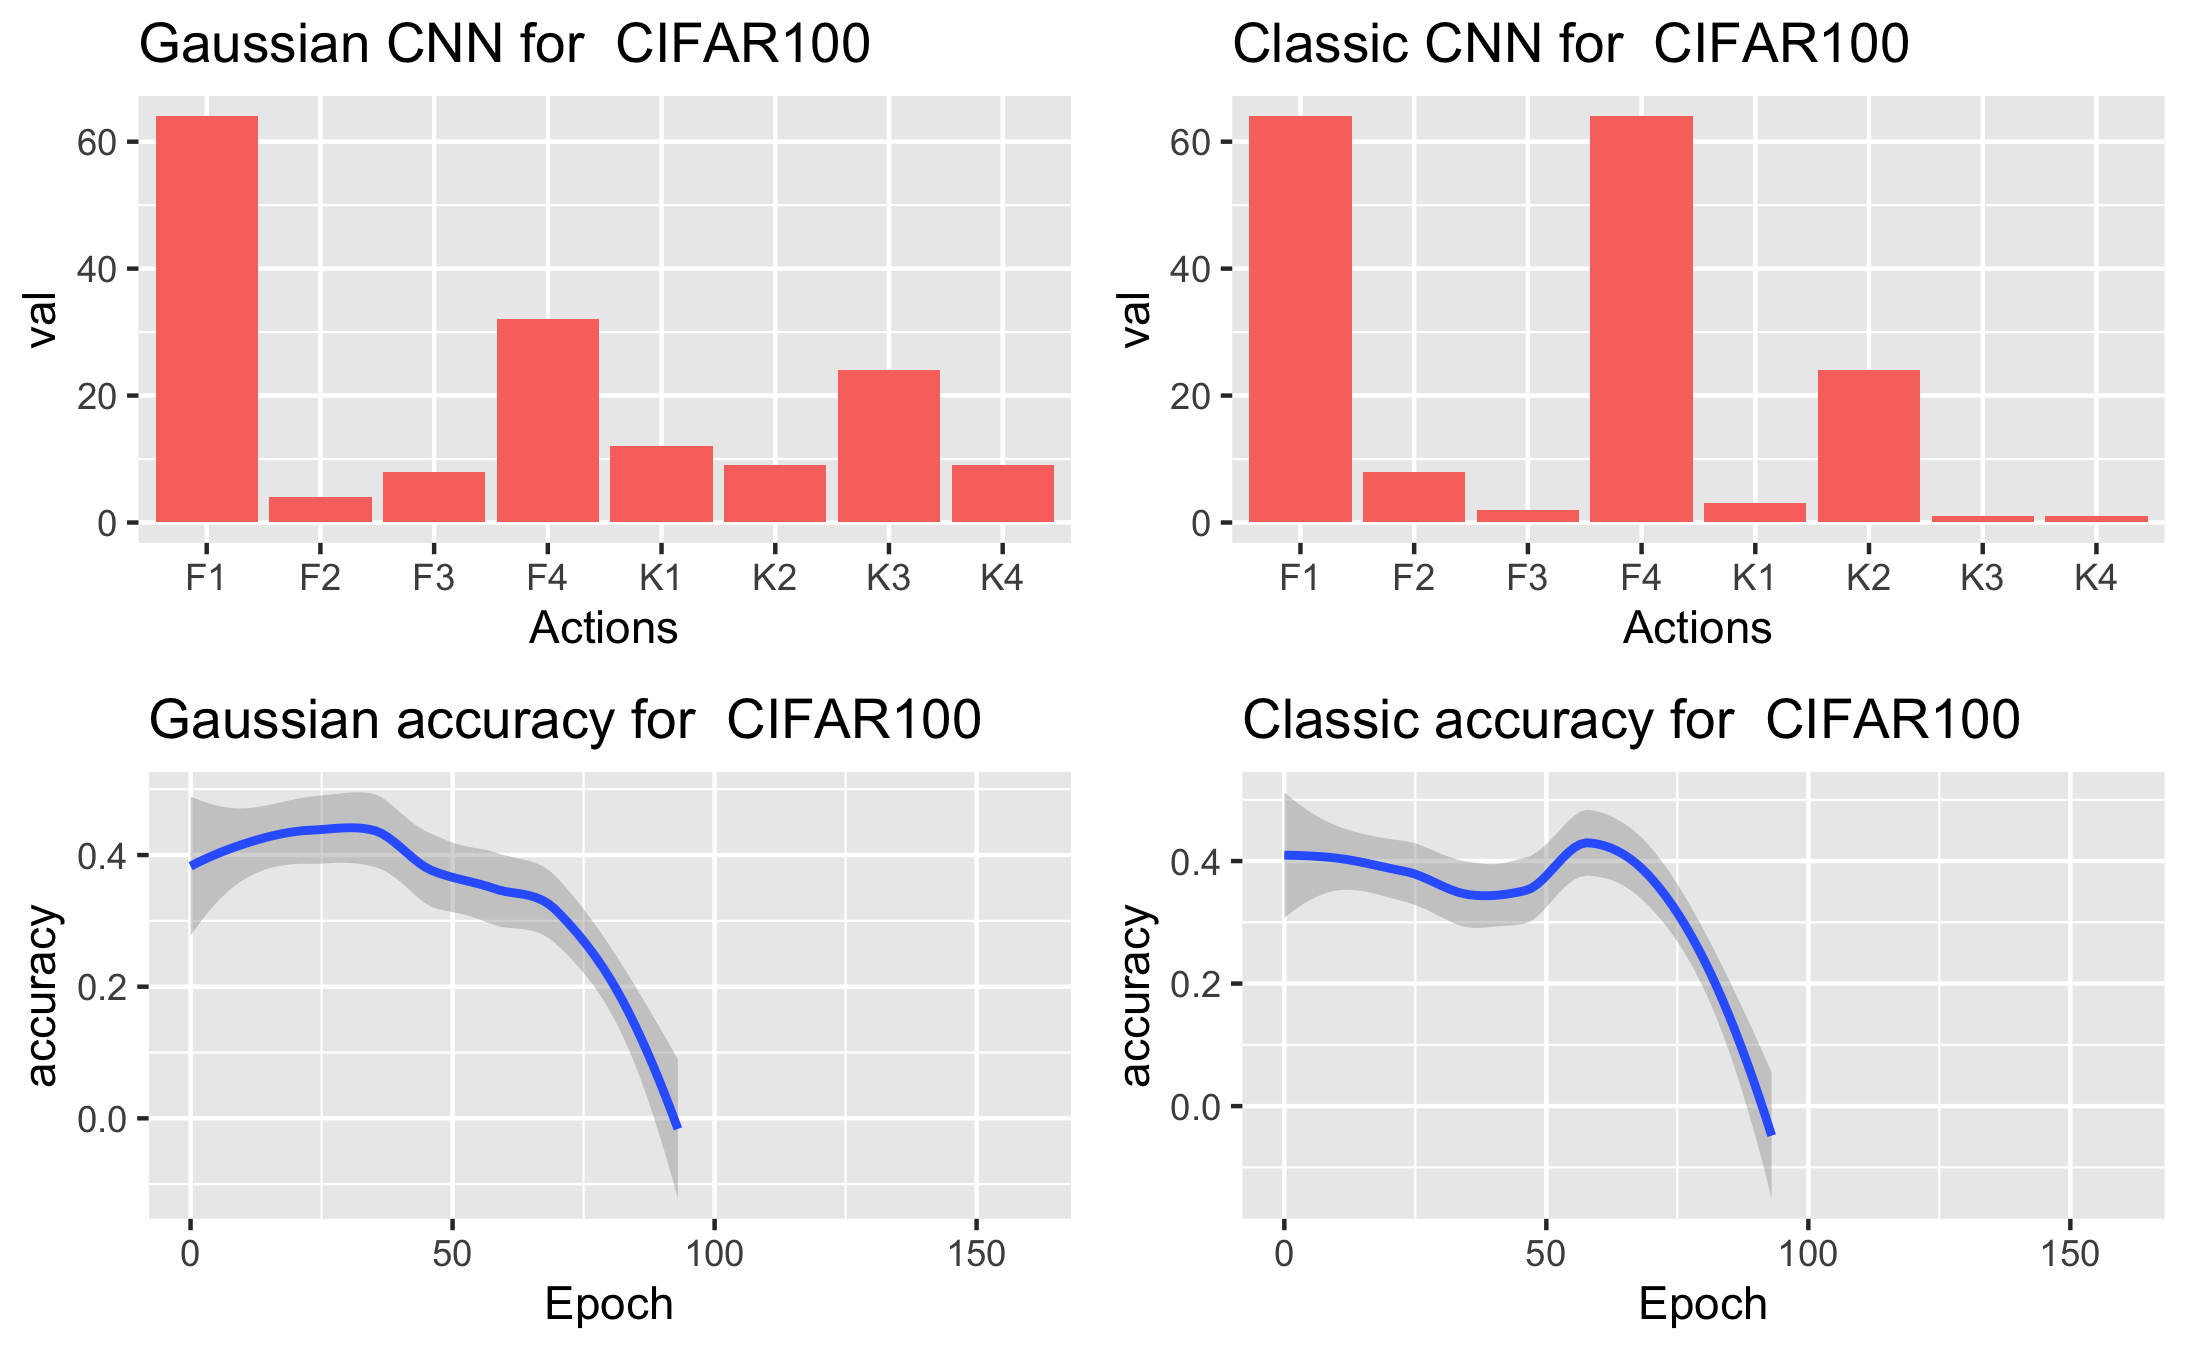 Gaussian CNN for  CIFAR100
val
60
40
20
0
F1 F2 F3 F4 K1 K2 K3 K4
Actions
Classic CNN for  CIFAR100
val
60
40
20
0
F1 F2 F3 F4 K1 K2 K3 K4
Actions
Gaussian accuracy for  CIFAR100
accuracy
0.4
0.2
0.0
0 50 100 150
Epoch
Classic accuracy for  CIFAR100
accuracy
0.4
0.2
0.0
0 50 100 150
Epoch